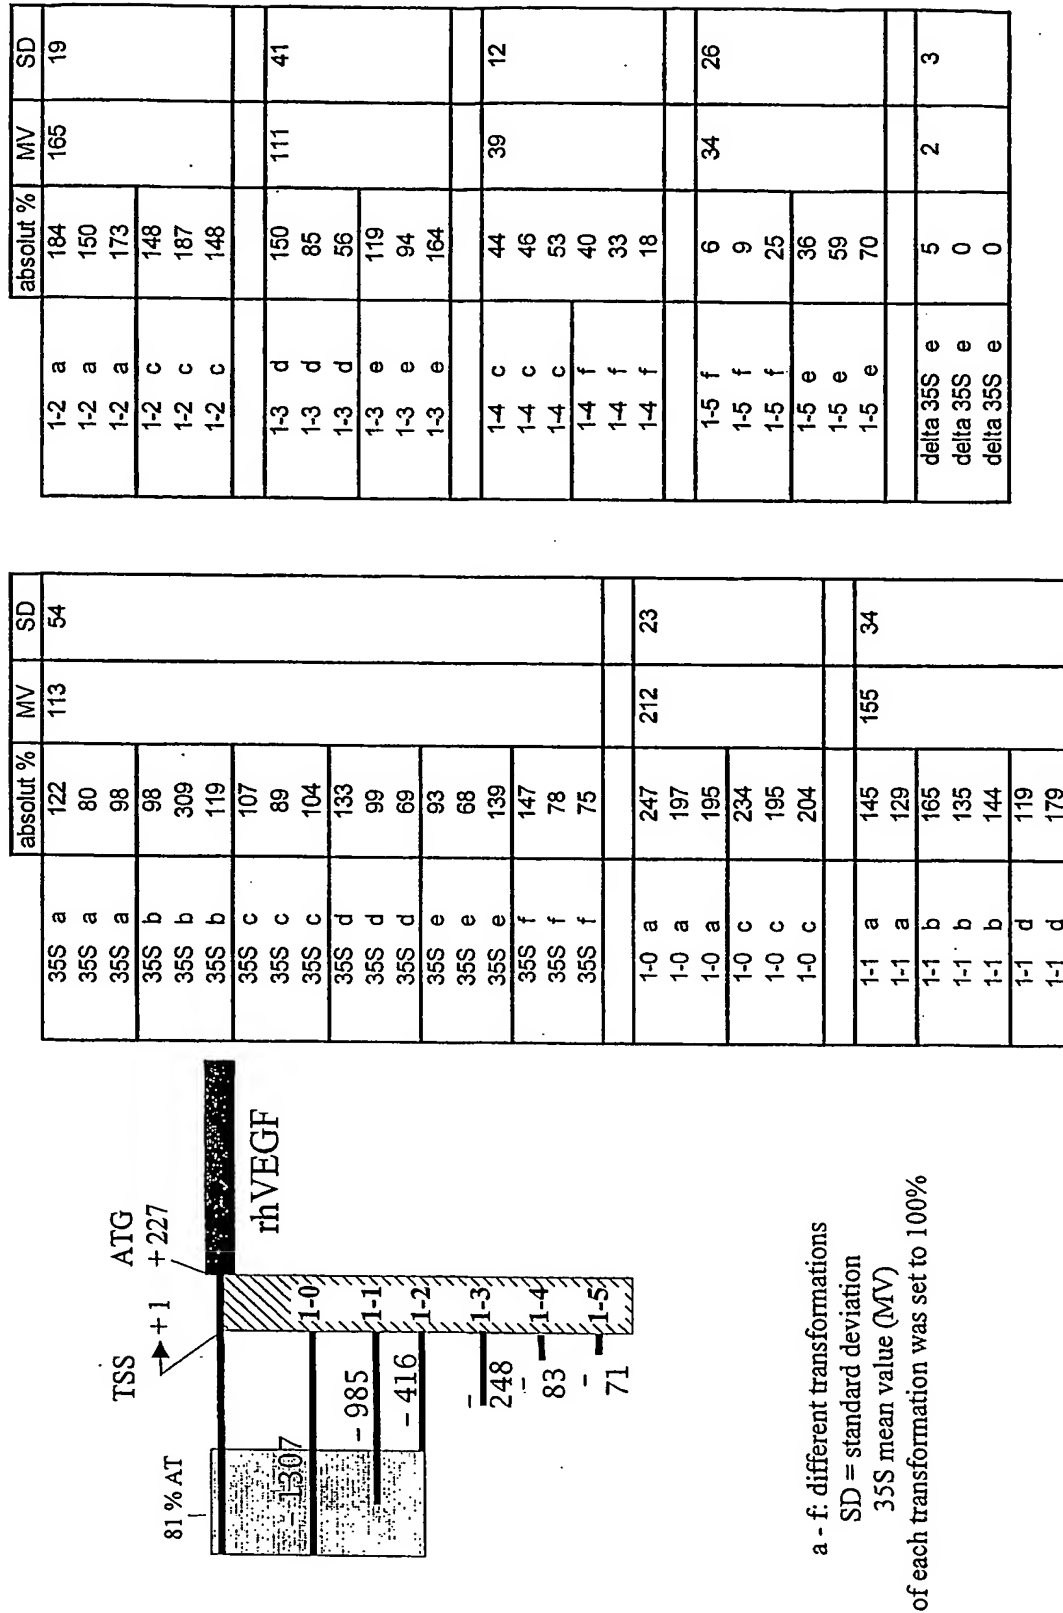 81 % AT
TSS
+ 1
ATG
+ 227
rhVEGF
- 1307
1-0
- 985
1-1
- 416
1-2
- 248
1-3
- 83
1-4
- 71
1-5
a - f: different transformations
SD = standard deviation
35S mean value (MV)
of each transformation was set to 100%
absolut % MV SD
35S a 122 113 54
35S a 80
35S a 98
35S b 98
35S b 309
35S b 119
35S c 107
35S c 89
35S c 104
35S d 133
35S d 99
35S d 69
35S e 93
35S e 68
35S e 139
35S f 147
35S f 78
35S f 75
1-0 a 247 212 23
1-0 a 197
1-0 a 195
1-0 c 234
1-0 c 195
1-0 c 204
1-1 a 145 155 34
1-1 a 129
1-1 b 165
1-1 b 135
1-1 b 144
1-1 d 119
1-1 d 179
absolut % MV SD
1-2 a 184 165 19
1-2 a 150
1-2 a 173
1-2 c 148
1-2 c 187
1-2 c 148
1-3 d 150 111 41
1-3 d 85
1-3 d 56
1-3 e 119
1-3 e 94
1-3 e 164
1-4 c 44 39 12
1-4 c 46
1-4 c 53
1-4 f 40
1-4 f 33
1-4 f 18
1-5 f 6 34 26
1-5 f 9
1-5 f 25
1-5 e 36
1-5 e 59
1-5 e 70
delta 35S e 5 2 3
delta 35S e 0
delta 35S e 0